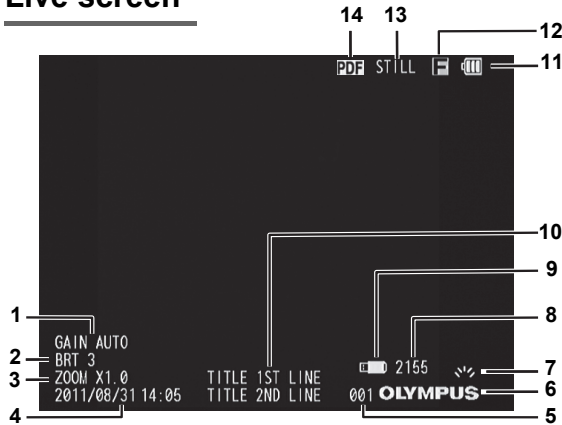 Live screen
14 13 12
PDF STILL F 11
10
9
8
1 GAIN AUTO
2 BRT 3 2155 7
3 ZOOM X1.0 TITLE 1ST LINE
2011/08/31 14:05 TITLE 2ND LINE 001 OLYMPUS 6
4 5